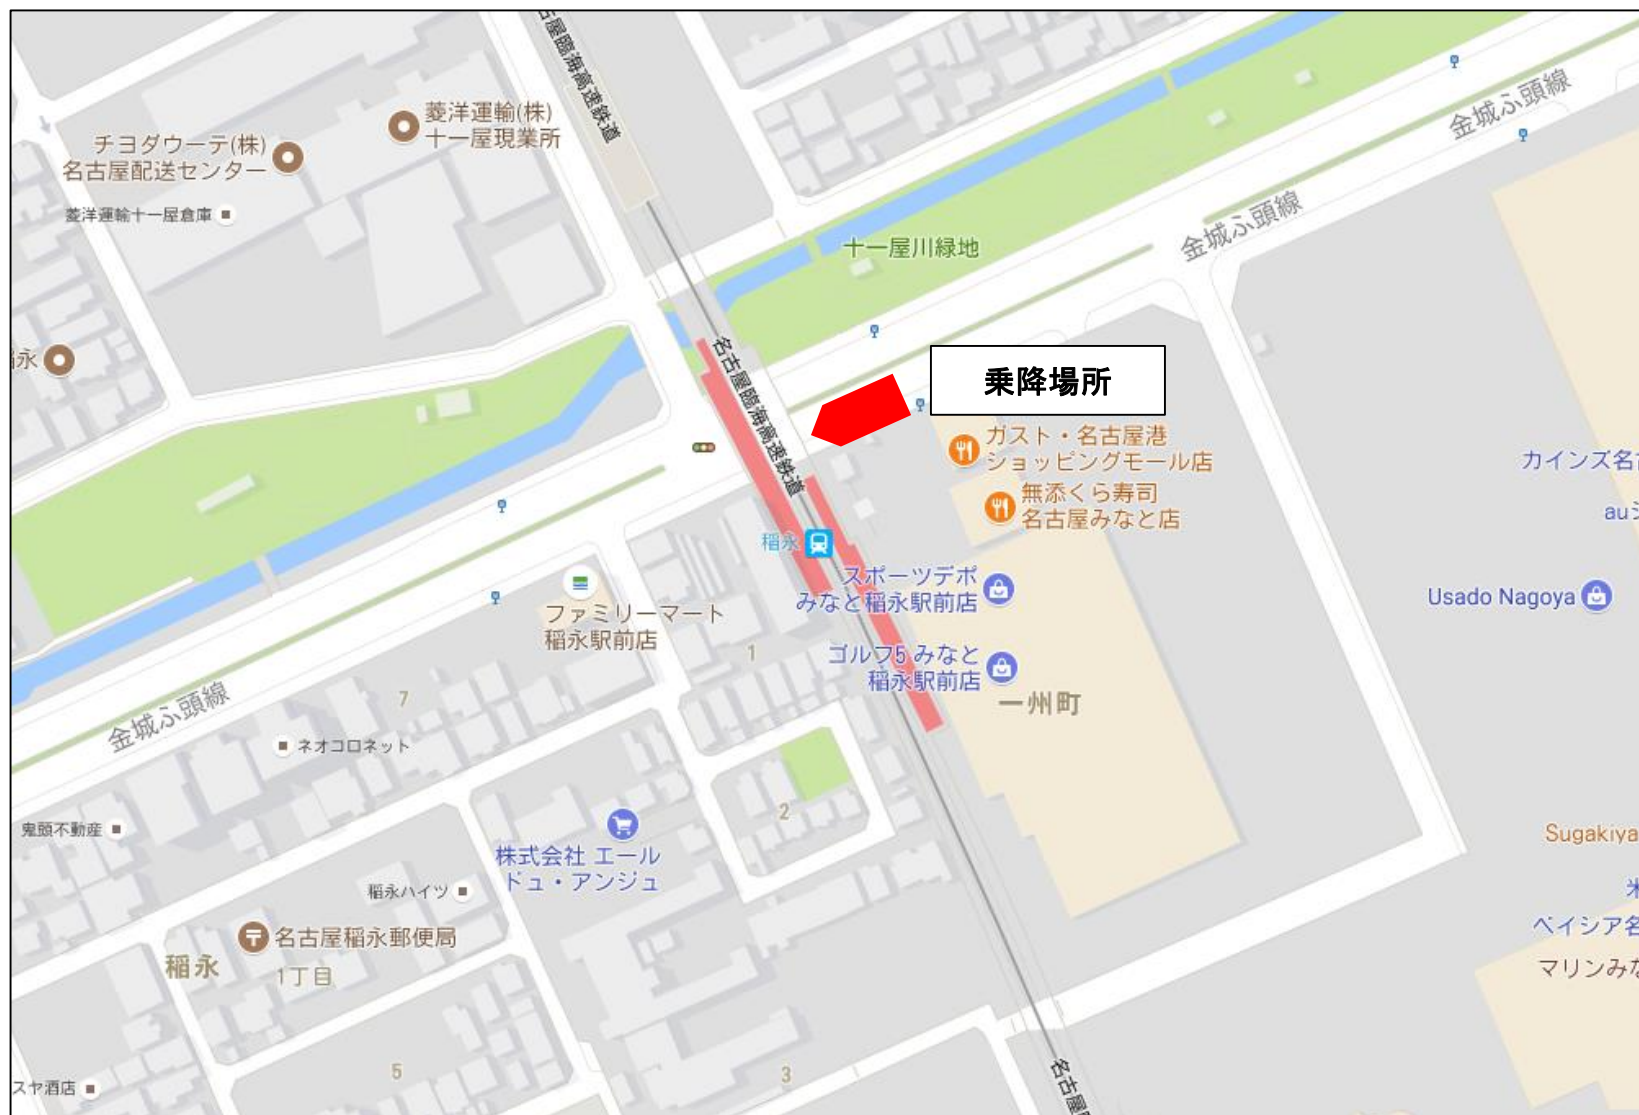 名古屋臨海高速鉄道
菱洋運輸(株)
十一屋現業所
チヨダウーテ(株)
名古屋配送センター
菱洋運輸十一屋倉庫
金城ふ頭線
金城ふ頭線
十一屋川緑地
永
名古屋臨海高速鉄道
乗降場所
ガスト・名古屋港
ショッピングモール店
無添くら寿司
名古屋みなと店
カインズ名古
au
稲永
スポーツデポ
みなと稲永駅前店
Usado Nagoya
ファミリーマート
稲永駅前店
1
ゴルフ5 みなと
稲永駅前店
一州町
7
金城ふ頭線
ネオコロネット
2
鬼頭不動産
株式会社 エール
ドュ・アンジュ
Sugakiya
稲永ハイツ
米
ベイシア名
名古屋稲永郵便局
稲永
1丁目
マリンみな
5
3
スヤ酒店
名古屋